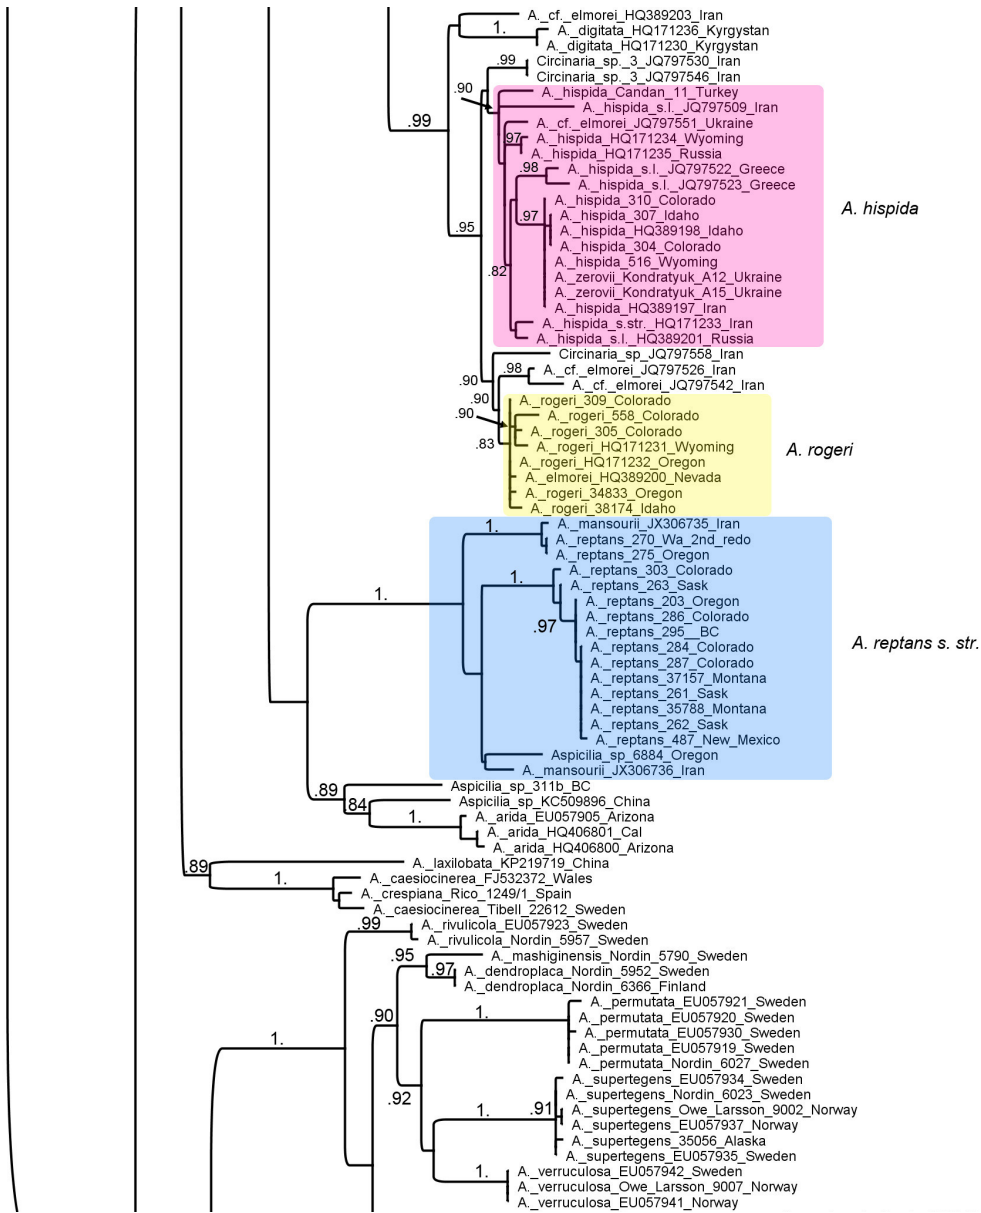 A._cf._elmorei_HQ389203_Iran
1.
A._digitata_HQ171236_Kyrgystan
A._digitata_HQ171230_Kyrgystan
.99
Circinaria_sp._3_JQ797530_Iran
Circinaria_sp._3_JQ797546_Iran
.90
A._hispida_Candan_11_Turkey
A._hispida_s.l._JQ797509_Iran
.99
A._cf._elmorei_JQ797551_Ukraine
.97
A._hispida_HQ171234_Wyoming
A._hispida_HQ171235_Russia
.98
A._hispida_s.l._JQ797522_Greece
A._hispida_s.l._JQ797523_Greece
A._hispida_310_Colorado
A. hispida
.97
A._hispida_307_Idaho
.95
A._hispida_HQ389198_Idaho
A._hispida_304_Colorado
A._hispida_516_Wyoming
.82
A._zerovii_Kondratyuk_A12_Ukraine
A._zerovii_Kondratyuk_A15_Ukraine
A._hispida_HQ389197_Iran
A._hispida_s.str._HQ171233_Iran
A._hispida_s.l._HQ389201_Russia
Circinaria_sp_JQ797558_Iran
.98
A._cf._elmorei_JQ797526_Iran
.90
A._cf._elmorei_JQ797542_Iran
.90
A._rogeri_309_Colorado
.90
A._rogeri_558_Colorado
A._rogeri_305_Colorado
.83
A._rogeri_HQ171231_Wyoming
A. rogeri
A._rogeri_HQ171232_Oregon
A._elmorei_HQ389200_Nevada
A._rogeri_34833_Oregon
A._rogeri_38174_Idaho
1.
A._mansourii_JX306735_Iran
A._reptans_270_Wa_2nd_redo
A._reptans_275_Oregon
A._reptans_303_Colorado
1.
A._reptans_263_Sask
1.
A._reptans_203_Oregon
A._reptans_286_Colorado
.97
A._reptans_295__BC
A. reptans s. str.
A._reptans_284_Colorado
A._reptans_287_Colorado
A._reptans_37157_Montana
A._reptans_261_Sask
A._reptans_35788_Montana
A._reptans_262_Sask
A._reptans_487_New_Mexico
Aspicilia_sp_6884_Oregon
A._mansourii_JX306736_Iran
.89
Aspicilia_sp_311b_BC
.84
Aspicilia_sp_KC509896_China
1.
A._arida_EU057905_Arizona
A._arida_HQ406801_Cal
A._arida_HQ406800_Arizona
.89
A._laxilobata_KP219719_China
1.
A._caesiocinerea_FJ532372_Wales
A._crespiana_Rico_1249/1_Spain
A._caesiocinerea_Tibell_22612_Sweden
.99
A._rivulicola_EU057923_Sweden
A._rivulicola_Nordin_5957_Sweden
.95
A._mashiginensis_Nordin_5790_Sweden
.97
A._dendroplaca_Nordin_5952_Sweden
A._dendroplaca_Nordin_6366_Finland
A._permutata_EU057921_Sweden
.90
1.
A._permutata_EU057920_Sweden
1.
A._permutata_EU057930_Sweden
A._permutata_EU057919_Sweden
A._permutata_Nordin_6027_Sweden
A._supertegens_EU057934_Sweden
.92
A._supertegens_Nordin_6023_Sweden
1.
.91
A._supertegens_Owe_Larsson_9002_Norway
A._supertegens_EU057937_Norway
A._supertegens_35056_Alaska
A._supertegens_EU057935_Sweden
1.
A._verruculosa_EU057942_Sweden
A._verruculosa_Owe_Larsson_9007_Norway
A._verruculosa_EU057941_Norway